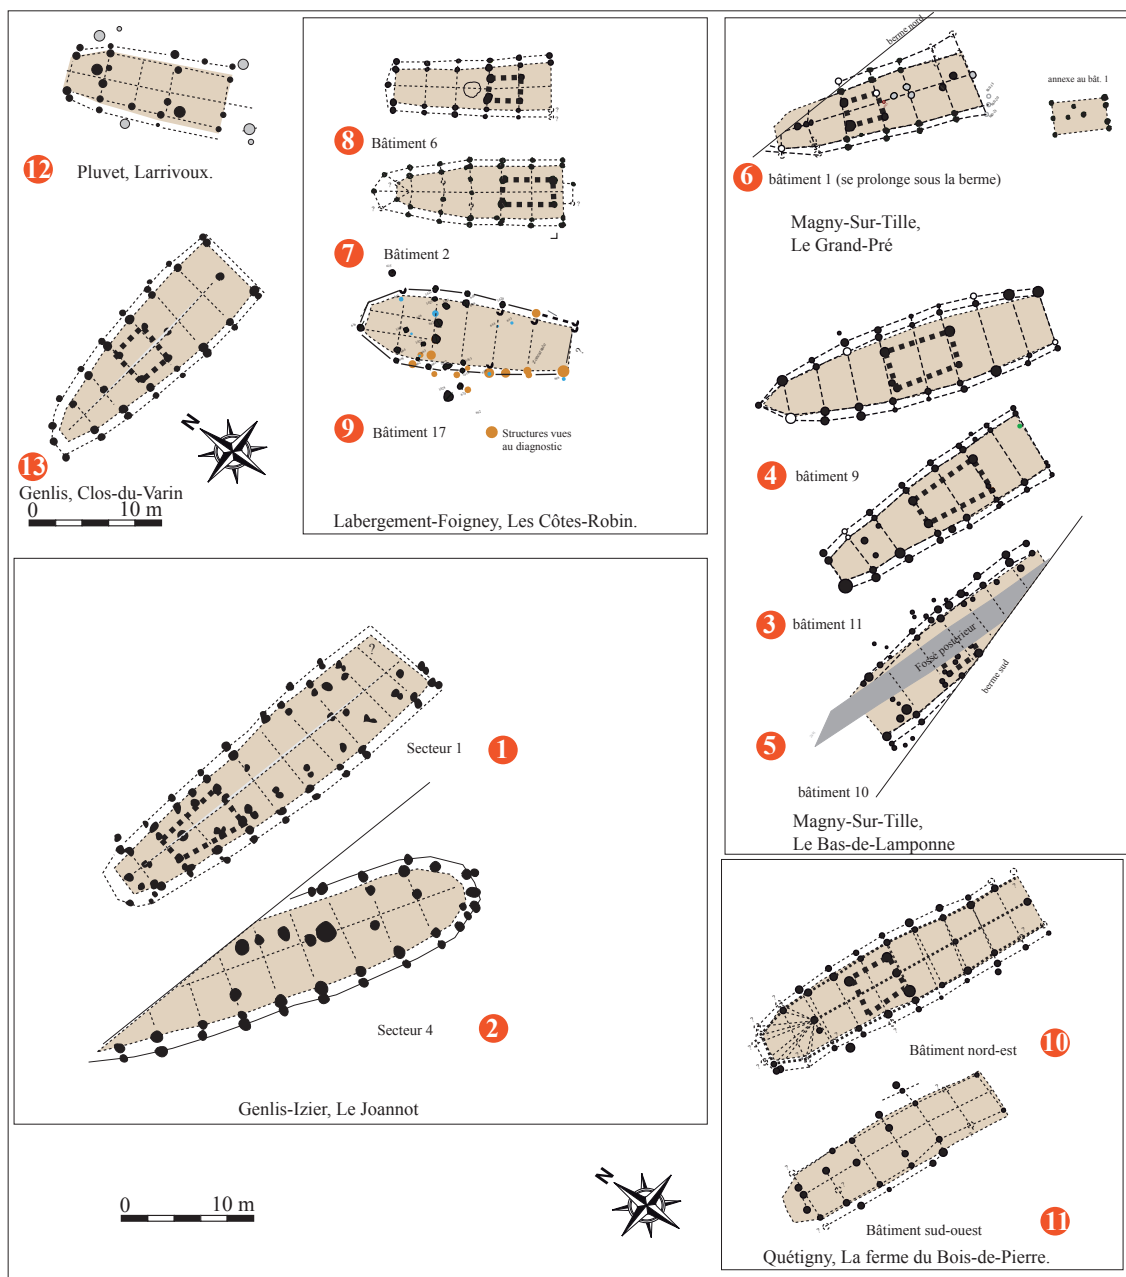 12
Pluvet, Larrivoux.
13
Genlis, Clos-du-Varin
N
0 10 m
8
Bâtiment 6
7
Bâtiment 2
9
Bâtiment 17
Structures vues
au diagnostic
Labergement-Foigney, Les Côtes-Robin.
berme nord
annexe au bât. 1
6
bâtiment 1 (se prolonge sous la berme)
Magny-Sur-Tille,
Le Grand-Pré
4
bâtiment 9
3
bâtiment 11
Fossé postérieur
berme sud
5
bâtiment 10
Magny-Sur-Tille,
Le Bas-de-Lamponne
?
Secteur 1
1
Secteur 4
2
Genlis-Izier, Le Joannot
Bâtiment nord-est
10
Bâtiment sud-ouest
11
Quétigny, La ferme du Bois-de-Pierre.
0 10 m
N